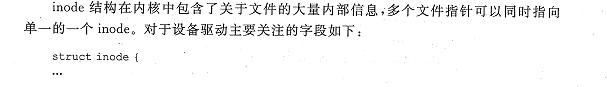 inode 结构在内核中包含了关于文件的大量内部信息,多个文件指针可以同时指向
单一的一个 inode。对于设备驱动主要关注的字段如下:
struct inode {
…